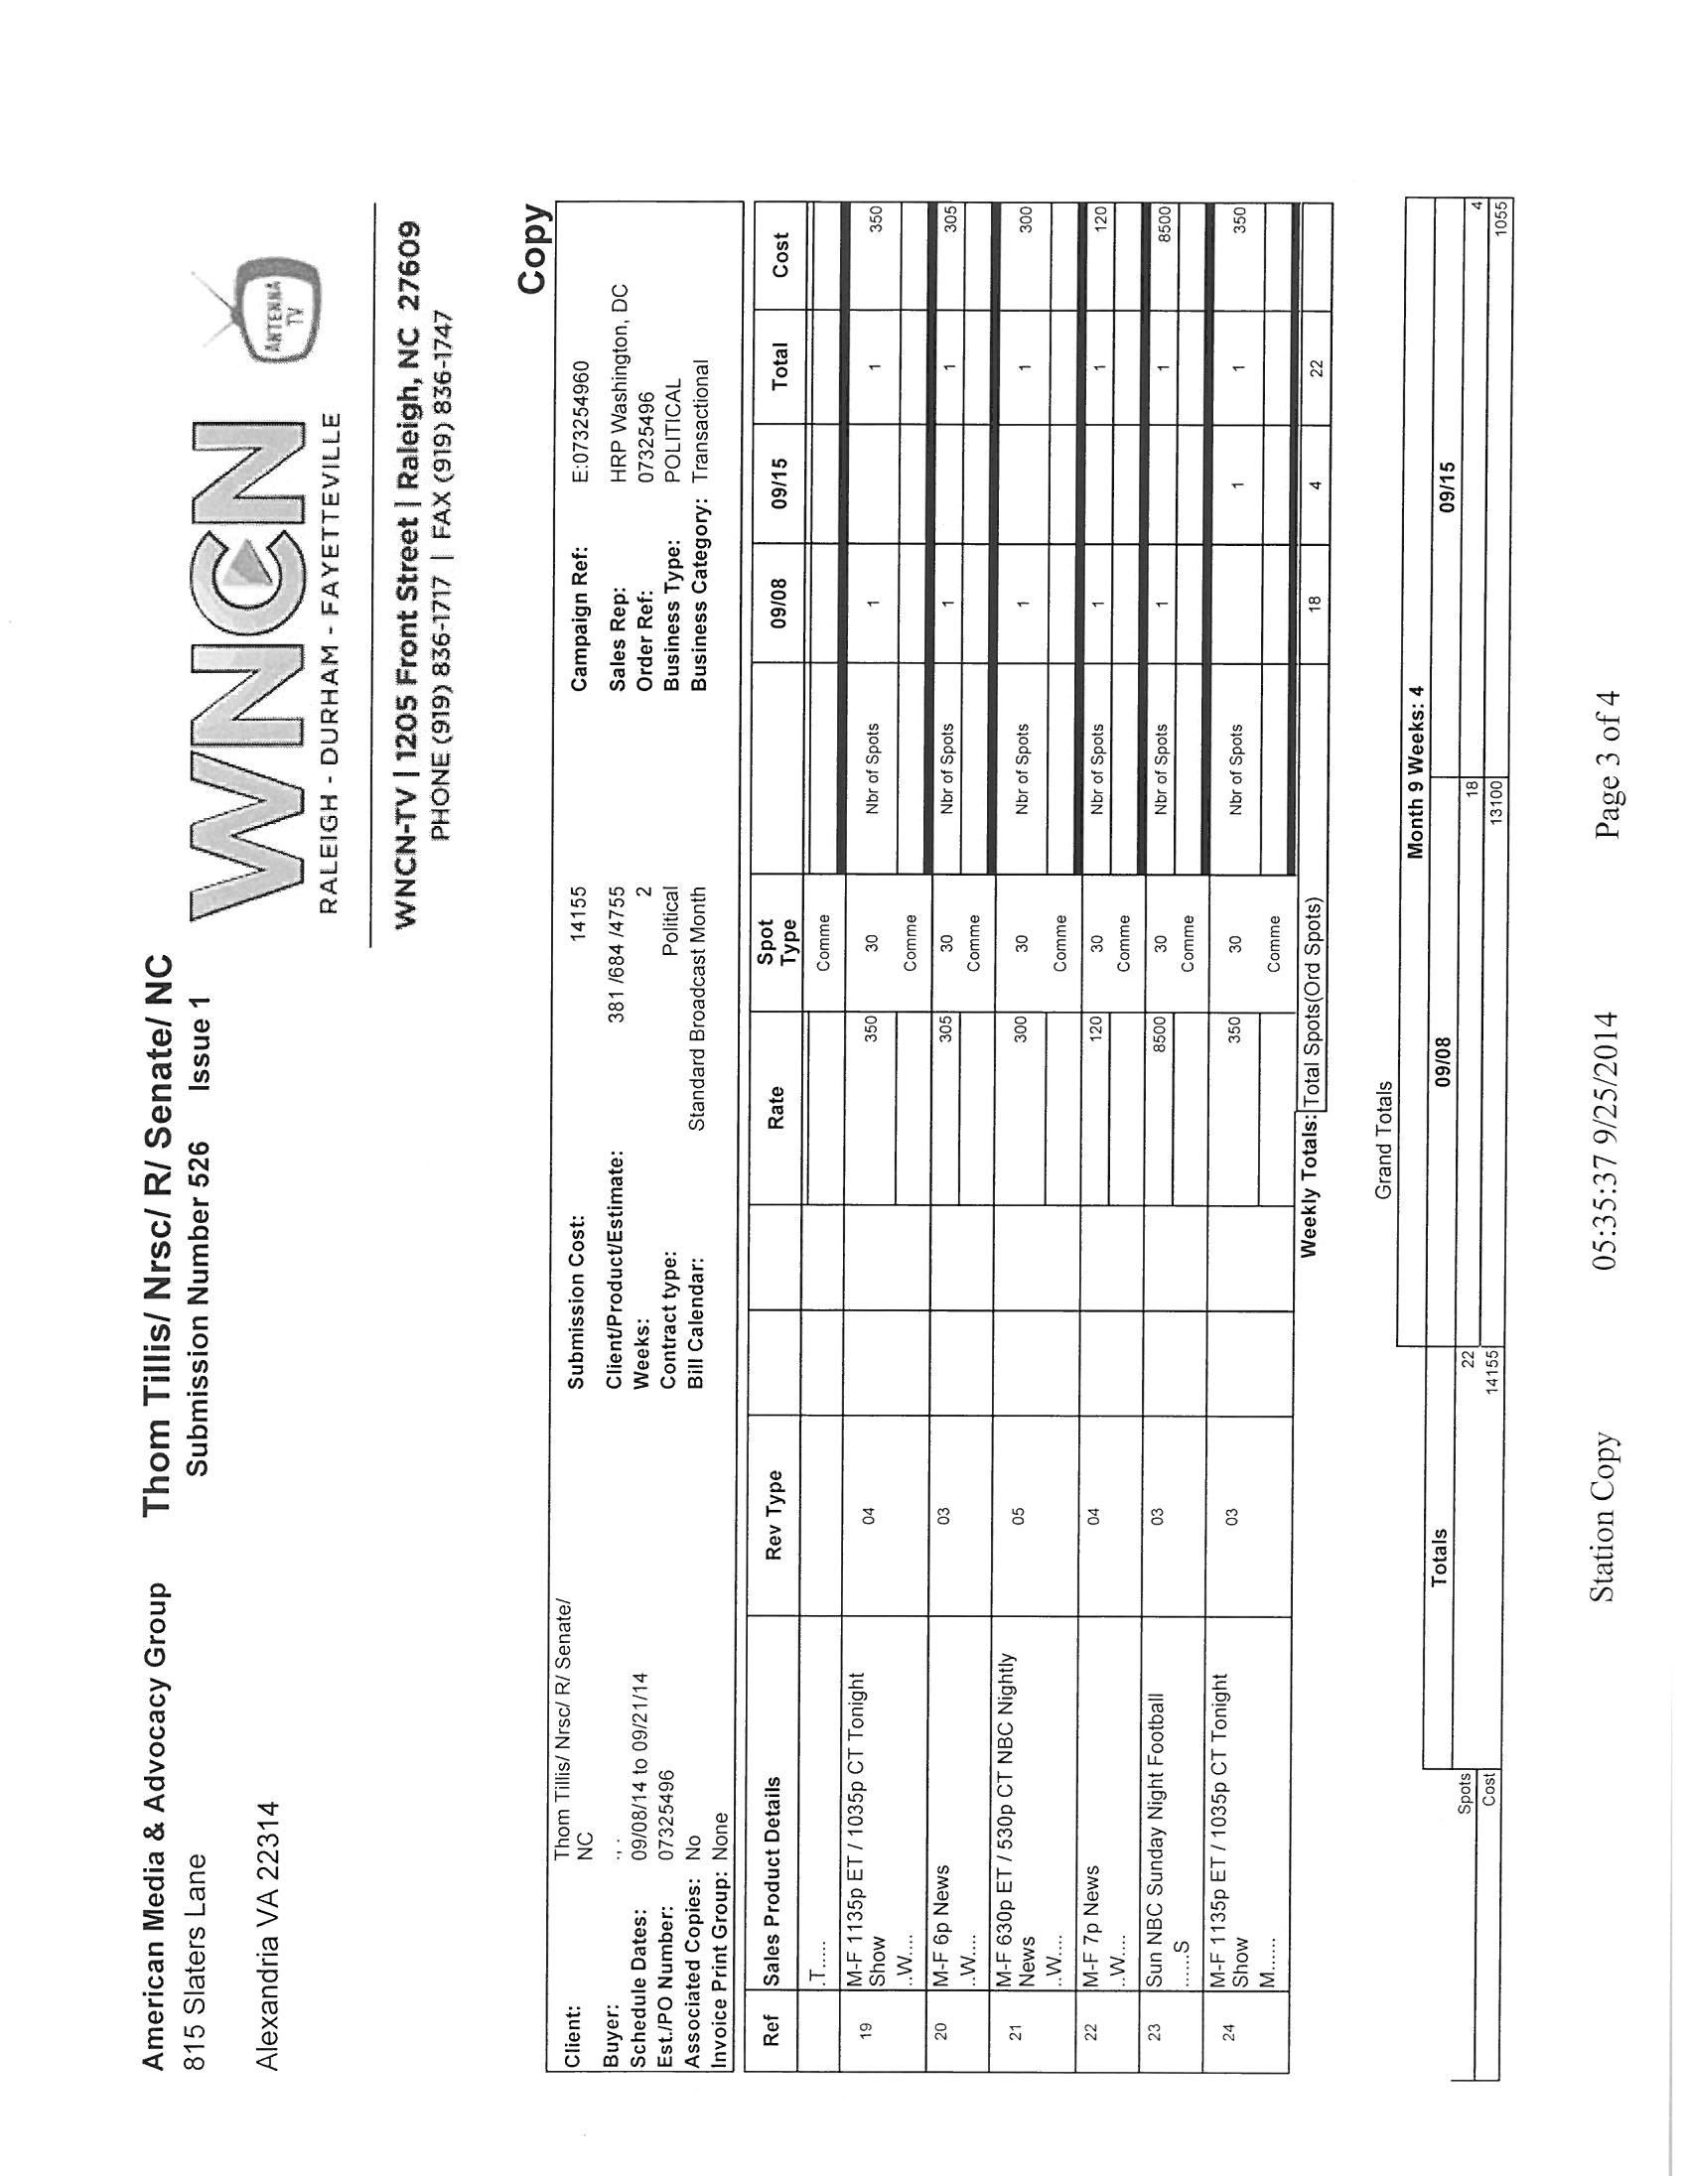 American Media & Advocacy Group
815 Slaters Lane
Alexandria VA 22314
Thom Tillis/ Nrsc/ R/ Senate/ NC
Submission Number 526 Issue 1
WNCN
RALEIGH - DURHAM - FAYETTEVILLE
ANTENNA
TV
WNCN-TV | 1205 Front Street | Raleigh, NC 27609
PHONE (919) 836-1717 | FAX (919) 836-1747
Copy
Client: Thom Tillis/ Nrsc/ R/ Senate/
NC
Buyer: ., .
Schedule Dates: 09/08/14 to 09/21/14
Est./PO Number: 07325496
Associated Copies: No
Invoice Print Group: None
Submission Cost: 14155
Client/Product/Estimate: 381 /684 /4755
Weeks: 2
Contract type: Political
Bill Calendar: Standard Broadcast Month
Campaign Ref: E:073254960
Sales Rep: HRP Washington, DC
Order Ref: 07325496
Business Type: POLITICAL
Business Category: Transactional
Ref Sales Product Details Rev Type Rate Spot Type 09/08 09/15 Total Cost
.T..... Comme
19 M-F 1135p ET / 1035p CT Tonight 04 350 30 Nbr of Spots 1 1 350
Show
..W.... Comme
20 M-F 6p News 03 305 30 Nbr of Spots 1 1 305
..W.... Comme
21 M-F 630p ET / 530p CT NBC Nightly 05 300 30 Nbr of Spots 1 1 300
News
..W.... Comme
22 M-F 7p News 04 120 30 Nbr of Spots 1 1 120
..W.... Comme
23 Sun NBC Sunday Night Football 03 8500 30 Nbr of Spots 1 1 8500
......S Comme
24 M-F 1135p ET / 1035p CT Tonight 03 350 30 Nbr of Spots 1 1 350
Show
M...... Comme
Weekly Totals: Total Spots(Ord Spots) 18 4 22
Grand Totals
Month 9 Weeks: 4
Totals 09/08 09/15
Spots 22 18 4
Cost 14155 13100 1055
Station Copy 05:35:37 9/25/2014 Page 3 of 4